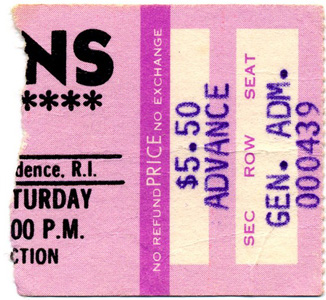 NS
****
dence, R.I.
TURDAY
00 P.M.
CTION
NO REFUND PRICE NO EXCHANGE
$5.50
ADVANCE
SEC ROW SEAT
GEN. ADM.
000439